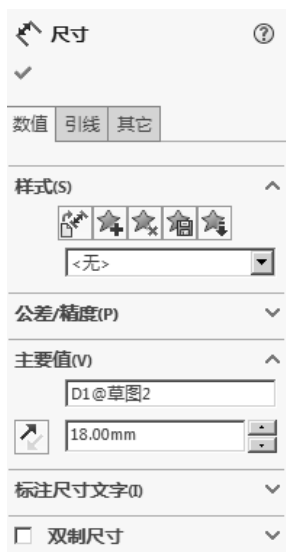 尺寸
数值 引线 其它
样式(S)
<无>
公差/精度(P)
主要值(V)
D1@草图2
18.00mm
标注尺寸文字(I)
双制尺寸